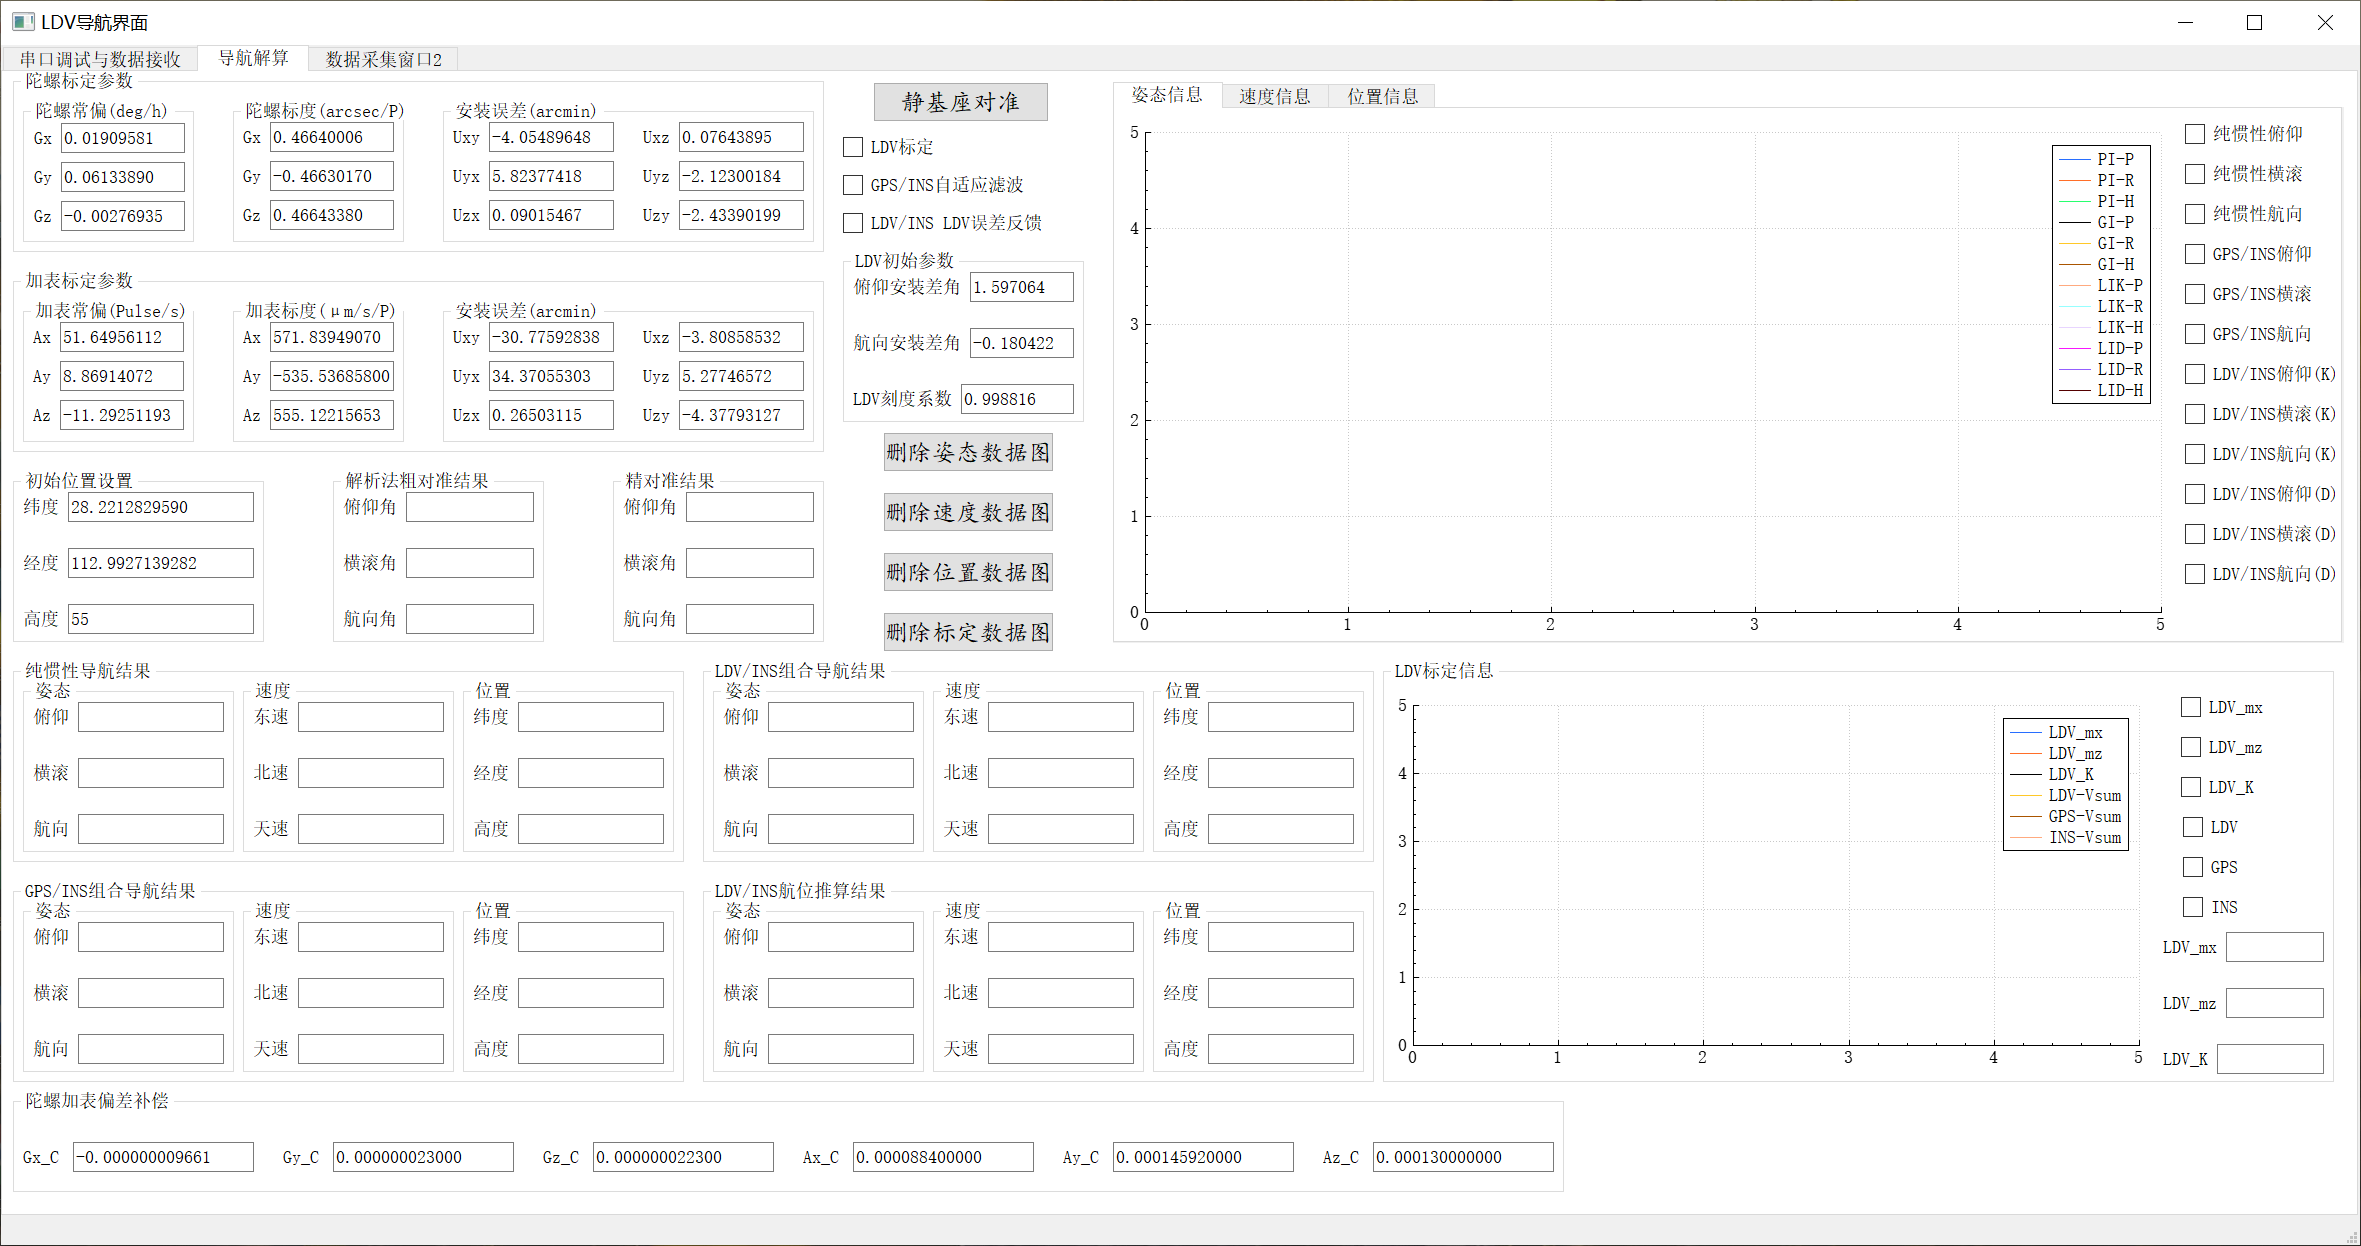 LDV导航界面
串口调试与数据接收 导航解算 数据采集窗口2
陀螺标定参数
陀螺常偏(deg/h) 陀螺标度(arcsec/P) 安装误差(arcmin)
Gx 0.01909581 Gx 0.46640006 Uxy -4.05489648 Uxz 0.07643895
Gy 0.06133890 Gy -0.46630170 Uyx 5.82377418 Uyz -2.12300184
Gz -0.00276935 Gz 0.46643380 Uzx 0.09015467 Uzy -2.43390199
加表标定参数
加表常偏(Pulse/s) 加表标度(μm/s/P) 安装误差(arcmin)
Ax 51.64956112 Ax 571.83949070 Uxy -30.77592838 Uxz -3.80858532
Ay 8.86914072 Ay -535.53685800 Uyx 34.37055303 Uyz 5.27746572
Az -11.29251193 Az 555.12215653 Uzx 0.26503115 Uzy -4.37793127
初始位置设置 解析法粗对准结果 精对准结果
纬度 28.2212829590 俯仰角 俯仰角
经度 112.9927139282 横滚角 横滚角
高度 55 航向角 航向角
静基座对准
LDV标定
GPS/INS自适应滤波
LDV/INS LDV误差反馈
LDV初始参数
俯仰安装差角 1.597064
航向安装差角 -0.180422
LDV刻度系数 0.998816
删除姿态数据图
删除速度数据图
删除位置数据图
删除标定数据图
姿态信息 速度信息 位置信息
5
4
3
2
1
0
0 1 2 3 4 5
PI-P
PI-R
PI-H
GI-P
GI-R
GI-H
LIK-P
LIK-R
LIK-H
LID-P
LID-R
LID-H
纯惯性俯仰
纯惯性横滚
纯惯性航向
GPS/INS俯仰
GPS/INS横滚
GPS/INS航向
LDV/INS俯仰(K)
LDV/INS横滚(K)
LDV/INS航向(K)
LDV/INS俯仰(D)
LDV/INS横滚(D)
LDV/INS航向(D)
纯惯性导航结果
姿态 速度 位置
俯仰 东速 纬度
横滚 北速 经度
航向 天速 高度
LDV/INS组合导航结果
姿态 速度 位置
俯仰 东速 纬度
横滚 北速 经度
航向 天速 高度
GPS/INS组合导航结果
姿态 速度 位置
俯仰 东速 纬度
横滚 北速 经度
航向 天速 高度
LDV/INS航位推算结果
姿态 速度 位置
俯仰 东速 纬度
横滚 北速 经度
航向 天速 高度
LDV标定信息
5
4
3
2
1
0
0 1 2 3 4 5
LDV_mx
LDV_mz
LDV_K
LDV-Vsum
GPS-Vsum
INS-Vsum
LDV_mx
LDV_mz
LDV_K
LDV
GPS
INS
LDV_mx
LDV_mz
LDV_K
陀螺加表偏差补偿
Gx_C -0.000000009661 Gy_C 0.000000023000 Gz_C 0.000000022300 Ax_C 0.000088400000 Ay_C 0.000145920000 Az_C 0.000130000000